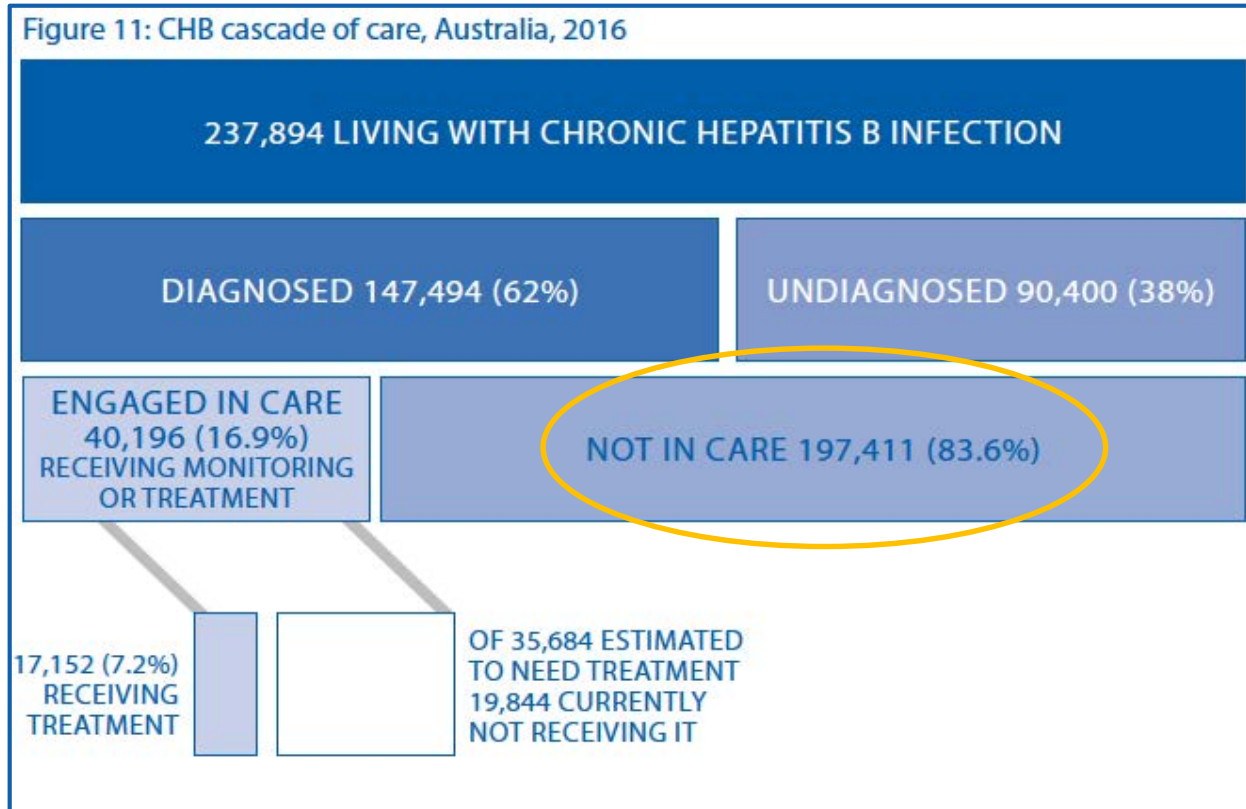 Figure 11: CHB cascade of care, Australia, 2016
237,894 LIVING WITH CHRONIC HEPATITIS B INFECTION
DIAGNOSED 147,494 (62%)
UNDIAGNOSED 90,400 (38%)
ENGAGED IN CARE
40,196 (16.9%)
RECEIVING MONITORING
OR TREATMENT
NOT IN CARE 197,411 (83.6%)
17,152 (7.2%)
RECEIVING
TREATMENT
OF 35,684 ESTIMATED
TO NEED TREATMENT
19,844 CURRENTLY
NOT RECEIVING IT